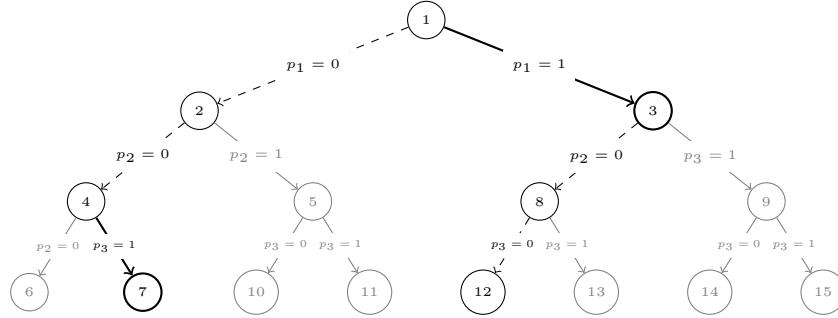 1
p1 = 0 p1 = 1
2 3
p2 = 0 p2 = 1 p2 = 0 p3 = 1
4 5 8 9
p2 = 0 p3 = 1 p3 = 0 p3 = 1 p3 = 0 p3 = 1 p3 = 0 p3 = 1
6 7 10 11 12 13 14 15